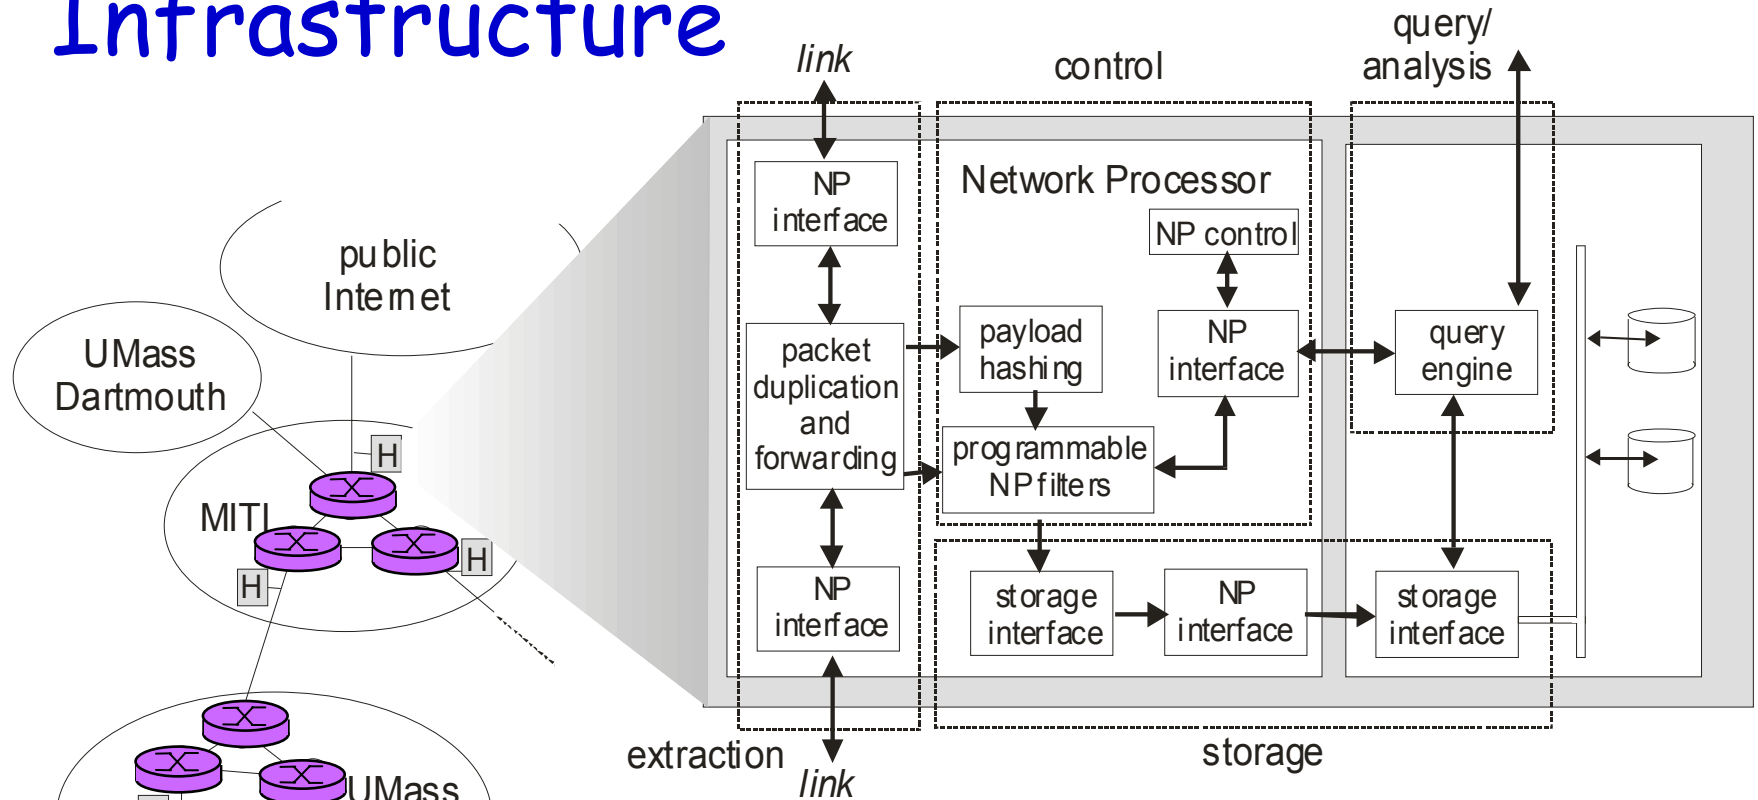 Infrastructure
query/
analysis
link
control
NP
interface
Network Processor
NP control
public
Internet
UMass
Dartmouth
packet
duplication
and
forwarding
payload
hashing
NP
interface
query
engine
programmable
NP filters
H
MITI
H
H
NP
interface
storage
interface
NP
interface
storage
interface
extraction
link
storage
UMass